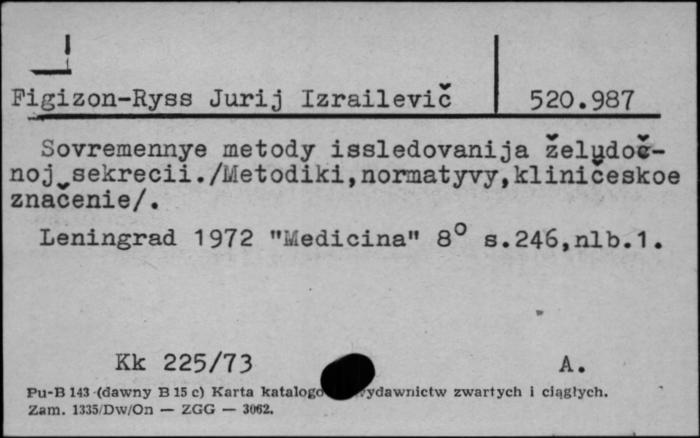 Figizon-Ryss Jurij Izrailevič 520.987
Sovremennye metody issledovanija želudoč-
noj sekrecii./Metodiki,normatyvy,kliničeskoe
značenie/.
Leningrad 1972 "Medicina" 8° s.246,nlb.1.
Kk 225/73 A.
Pu-B 143 (dawny B 15 c) Karta katalogo ydawnictw zwartych i ciągłych.
Zam. 1335/Dw/On — ZGG — 3062.